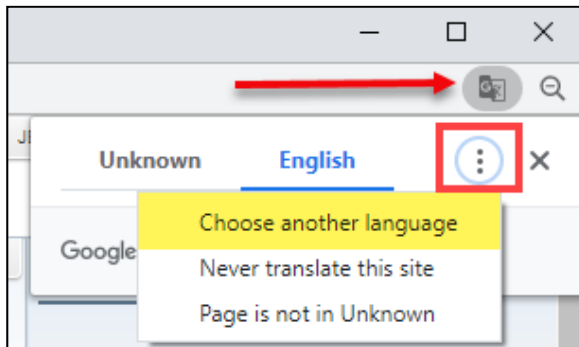 Unknown English
Choose another language
Google
Never translate this site
Page is not in Unknown